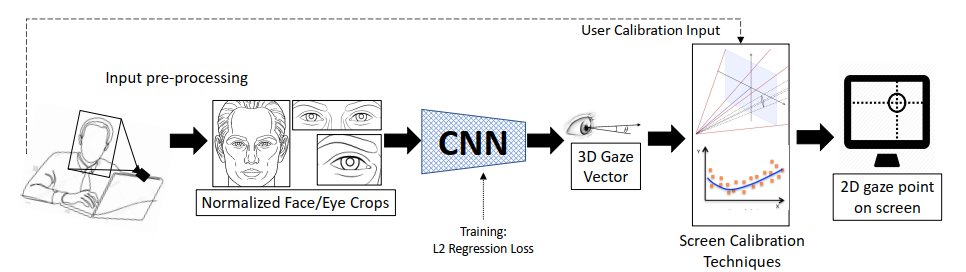 User Calibration Input
Input pre-processing
CNN
Normalized Face/Eye Crops
3D Gaze
Vector
θ
Y
X
2D gaze point
on screen
Training:
L2 Regression Loss
Screen Calibration
Techniques